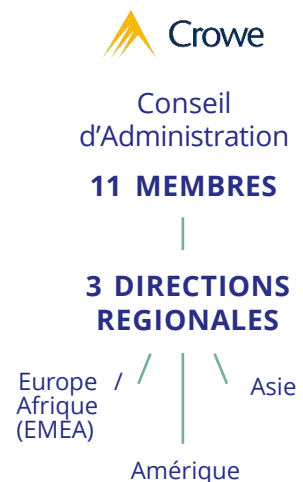 Crowe
Conseil
d'Administration
11 MEMBRES
3 DIRECTIONS
REGIONALES
Europe /
Afrique
(EMEA)
Asie
Amérique